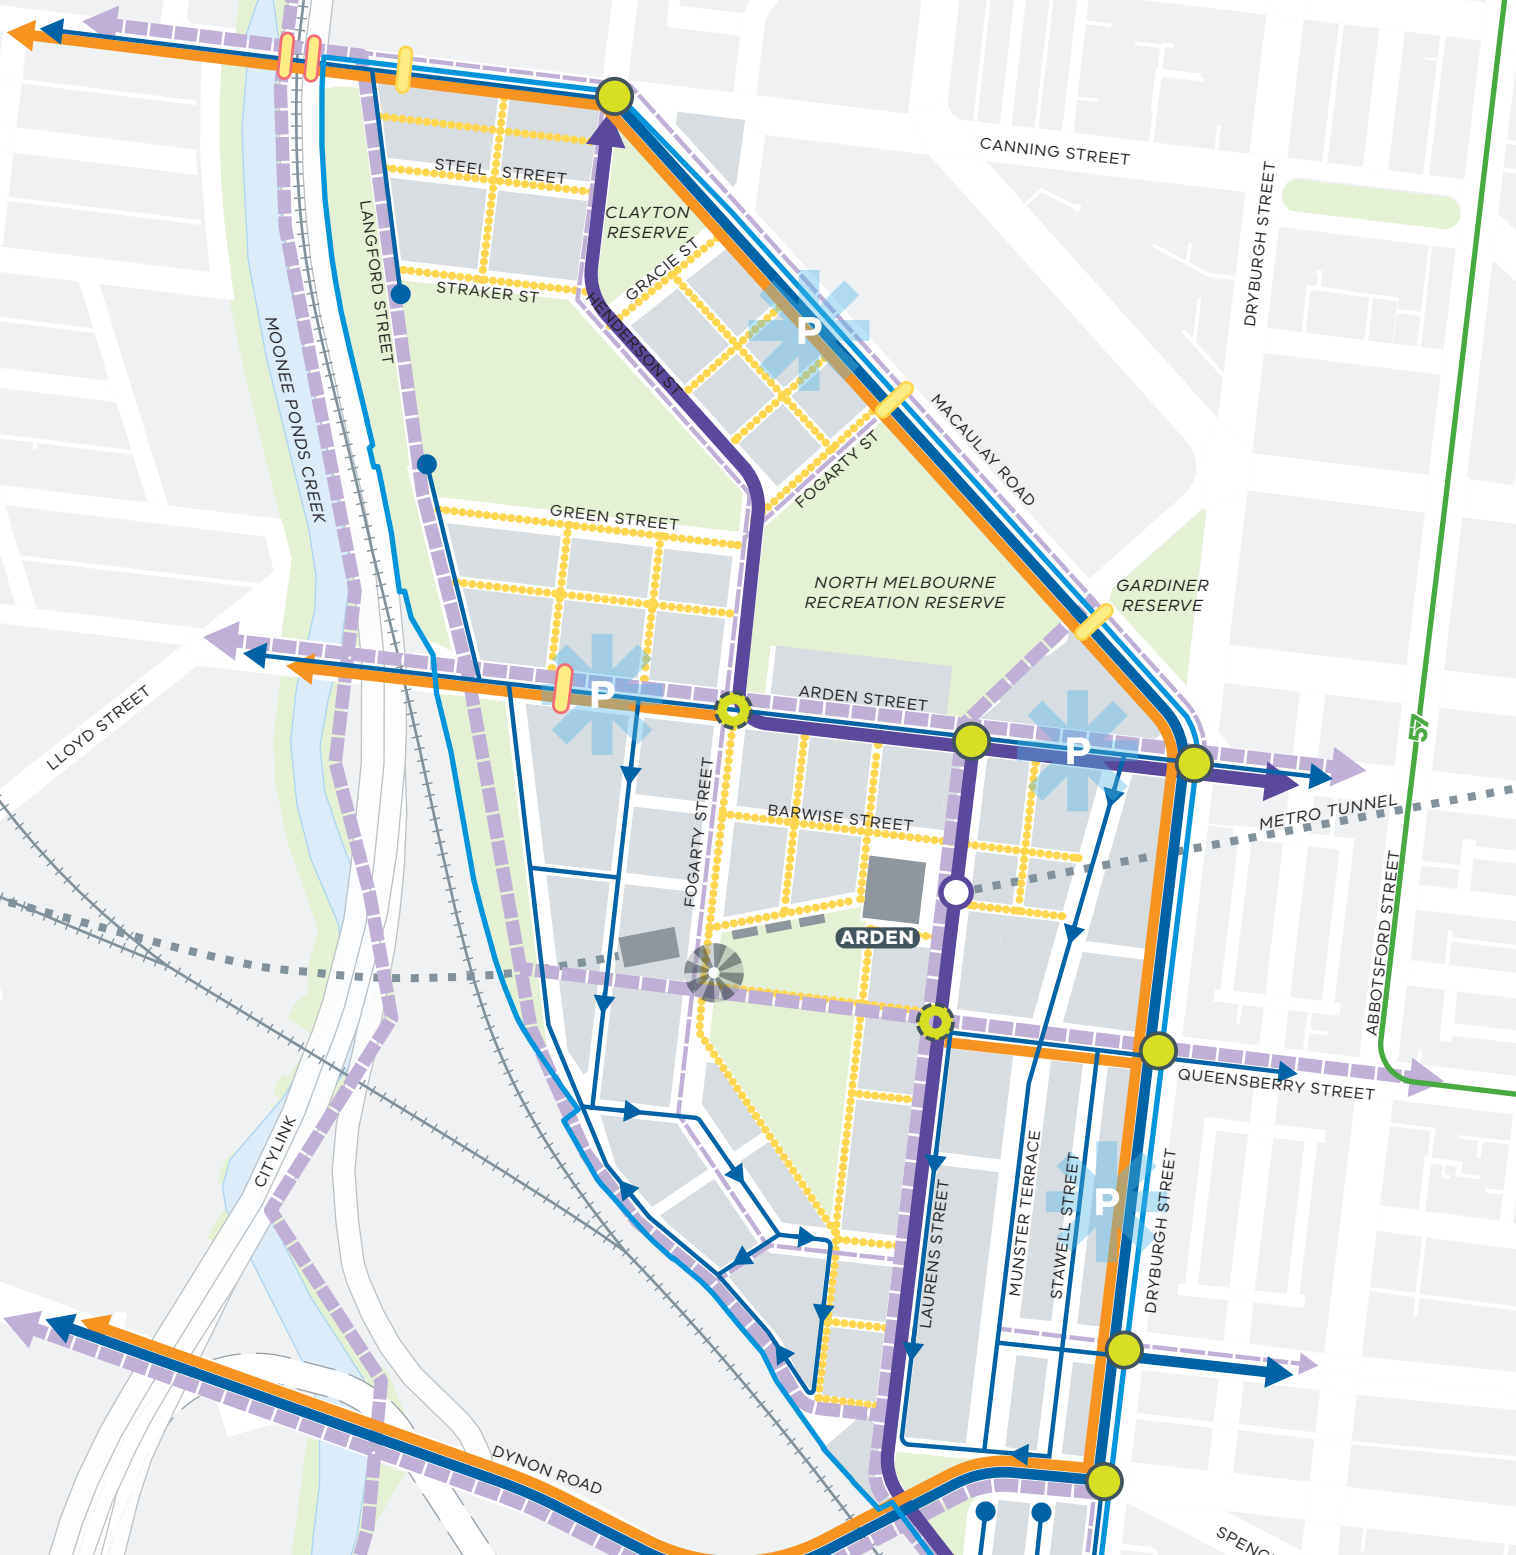 CANNING STREET
DRYBURGH STREET
STEEL STREET
CLAYTON
RESERVE
GRACIE ST
LANGFORD STREET
STRAKER ST
HENDERSON ST
P
MOONEE PONDS CREEK
MACAULAY ROAD
FOGARTY ST
GREEN STREET
NORTH MELBOURNE
RECREATION RESERVE
GARDINER
RESERVE
P
ARDEN STREET
P
57
LLOYD STREET
FOGARTY STREET
BARWISE STREET
METRO TUNNEL
ARDEN
ABBOTSFORD STREET
QUEENSBERRY STREET
CITYLINK
LAURENS STREET
MUNSTER TERRACE
STAWELL STREET
P
DRYBURGH STREET
DYNON ROAD